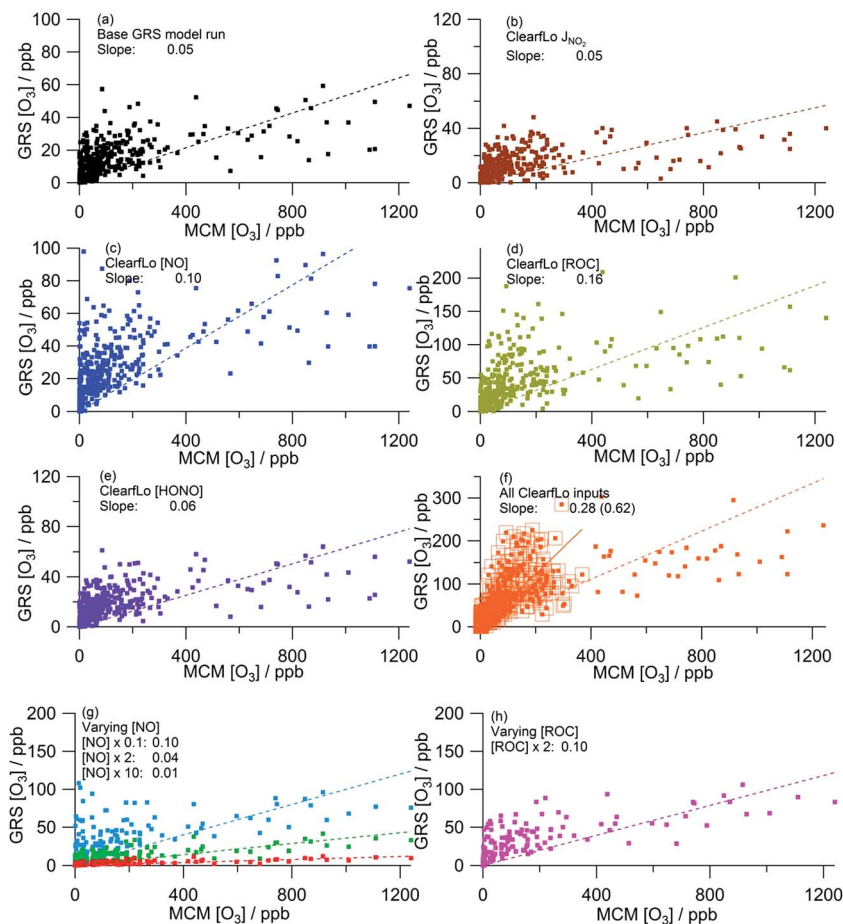 (a)
Base GRS model run
Slope: 0.05
GRS [O3] / ppb
100
80
60
40
20
0
0 400 800 1200
MCM [O3] / ppb
(b)
ClearfLo JNO2
Slope: 0.05
GRS [O3] / ppb
120
80
40
0
0 400 800 1200
MCM [O3] / ppb
(c)
ClearfLo [NO]
Slope: 0.10
GRS [O3] / ppb
100
80
60
40
20
0
0 400 800 1200
MCM [O3] / ppb
(d)
ClearfLo [ROC]
Slope: 0.16
GRS [O3] / ppb
200
150
100
50
0
0 400 800 1200
MCM [O3] / ppb
(e)
ClearfLo [HONO]
Slope: 0.06
GRS [O3] / ppb
120
80
40
0
0 400 800 1200
MCM [O3] / ppb
(f)
All ClearfLo inputs
Slope: 0.28 (0.62)
GRS [O3] / ppb
300
200
100
0
0 400 800 1200
MCM [O3] / ppb
(g)
Varying [NO]
[NO] x 0.1: 0.10
[NO] x 2: 0.04
[NO] x 10: 0.01
GRS [O3] / ppb
200
150
100
50
0
0 400 800 1200
MCM [O3] / ppb
(h)
Varying [ROC]
[ROC] x 2: 0.10
GRS [O3] / ppb
200
150
100
50
0
0 400 800 1200
MCM [O3] / ppb